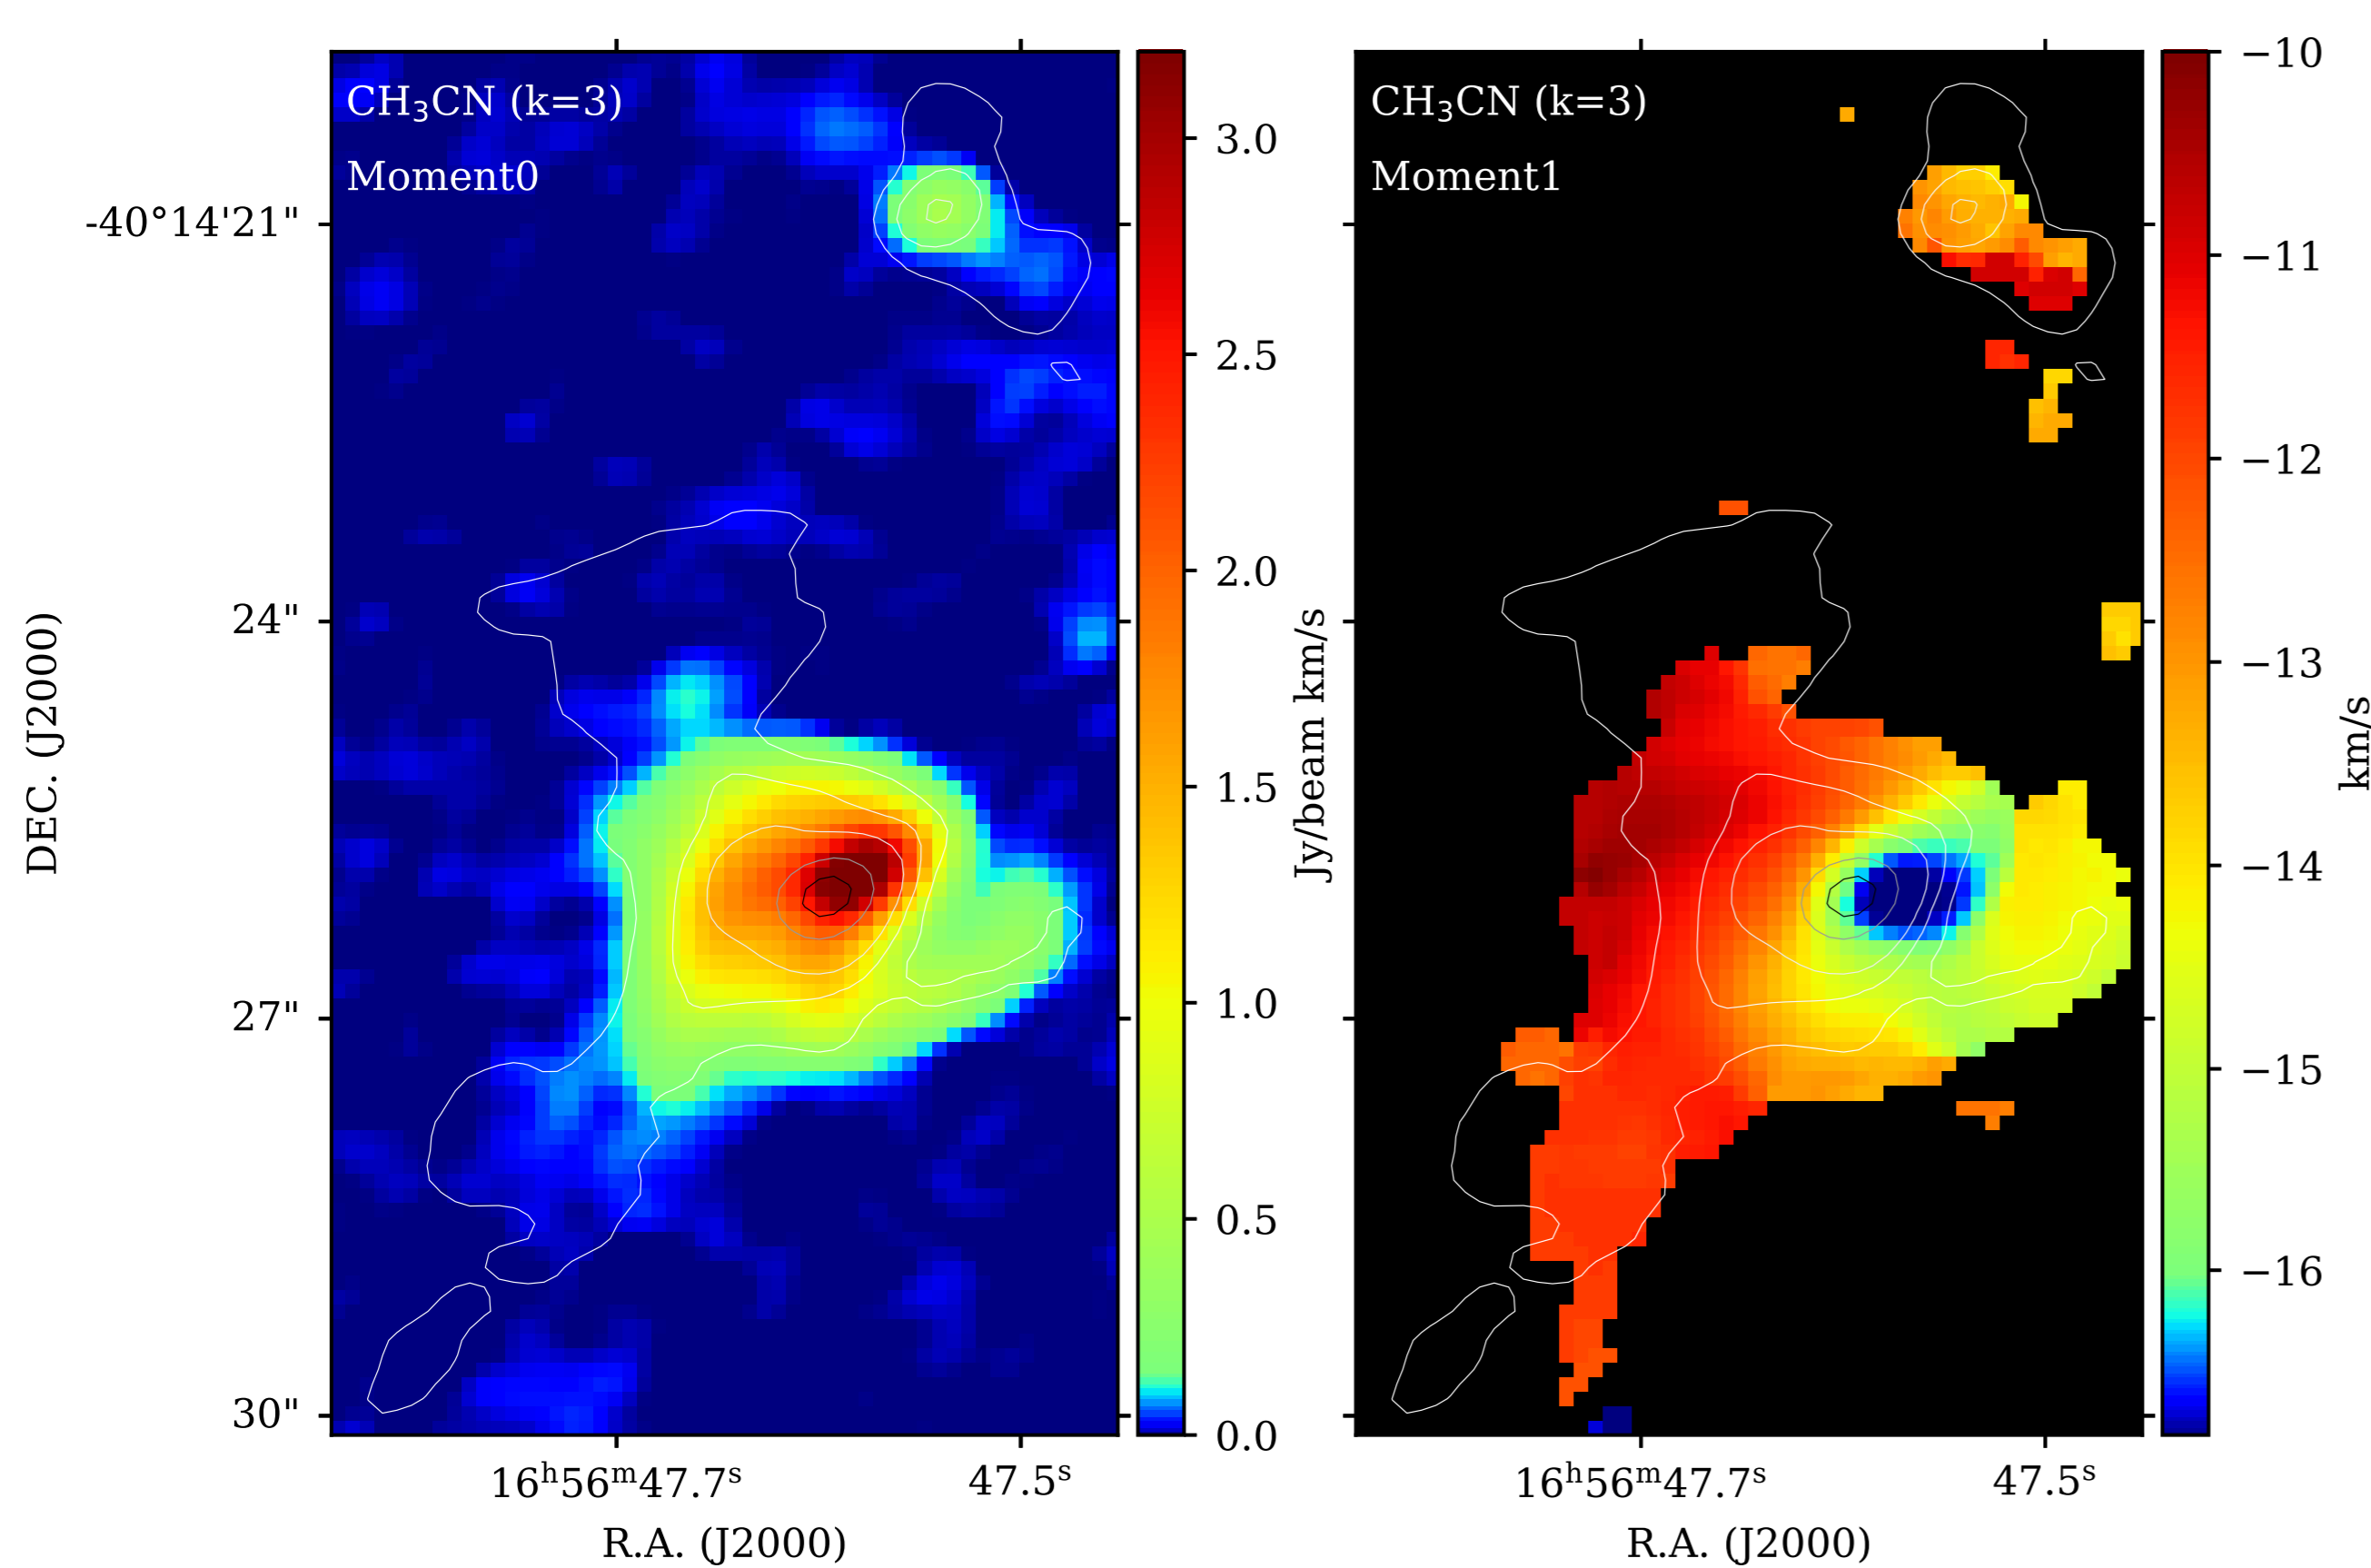 CH₃CN (k=3)
Moment0
-40°14'21"
24"
27"
30"
DEC. (J2000)
16ʰ56ᵐ47.7ˢ
47.5ˢ
R.A. (J2000)
3.0
2.5
2.0
1.5
1.0
0.5
0.0
Jy/beam km/s
CH₃CN (k=3)
Moment1
16ʰ56ᵐ47.7ˢ
47.5ˢ
R.A. (J2000)
−10
−11
−12
−13
−14
−15
−16
km/s